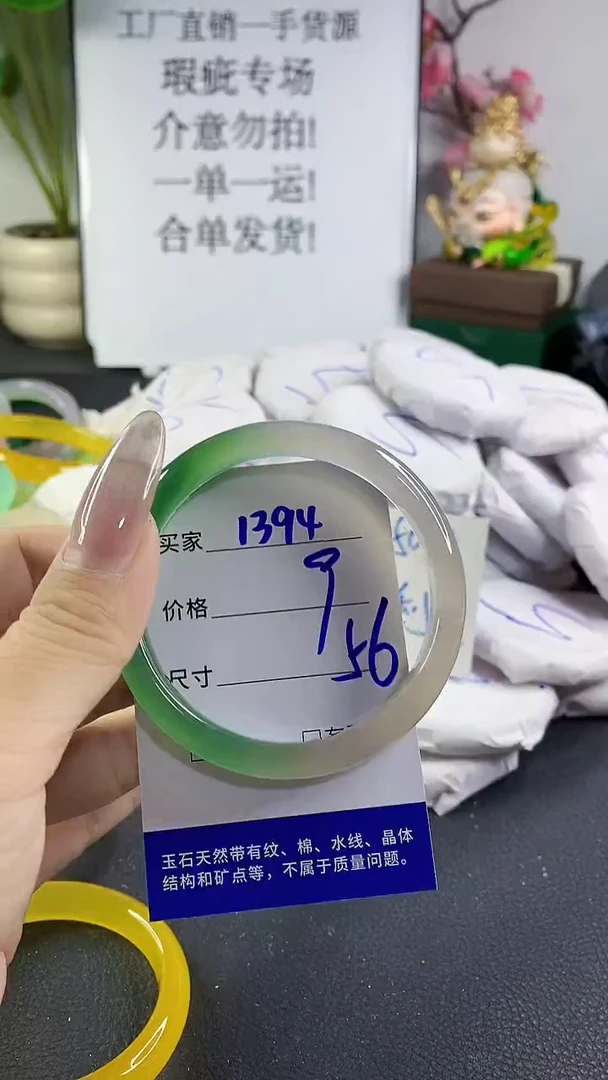 工厂直销一手货源
瑕疵专场
介意勿拍!
一单一运!
合单发货!
买家 1394
价格
尺寸 56
玉石天然带有纹、棉、水线、晶体
结构和矿点等，不属于质量问题。